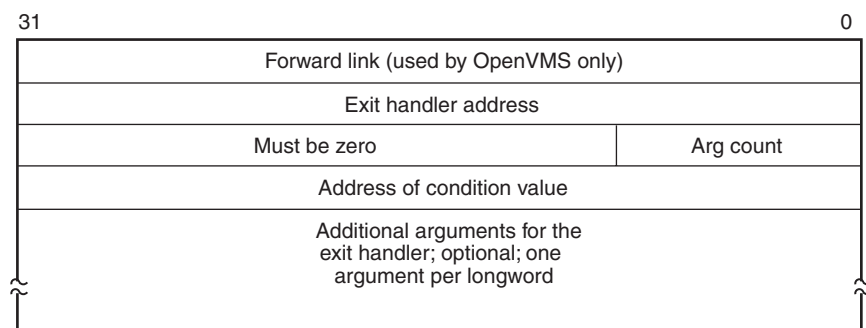 31 0
Forward link (used by OpenVMS only)
Exit handler address
Must be zero Arg count
Address of condition value
Additional arguments for the
exit handler; optional; one
argument per longword